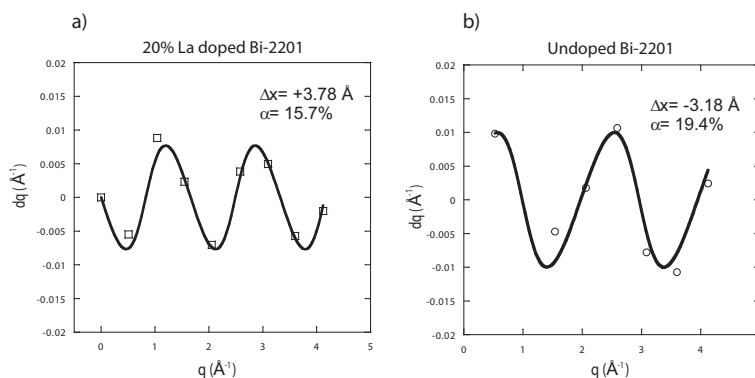 a)
20% La doped Bi-2201
Δx= +3.78 Å
α= 15.7%
dq (Å⁻¹)
0.02
0.015
0.01
0.005
0
-0.005
-0.01
-0.015
-0.02
0 1 2 3 4 5
q (Å⁻¹)
b)
Undoped Bi-2201
Δx= -3.18 Å
α= 19.4%
dq (Å⁻¹)
0.02
0.015
0.01
0.005
0
-0.005
-0.01
-0.015
-0.02
0 1 2 3 4
q (Å⁻¹)